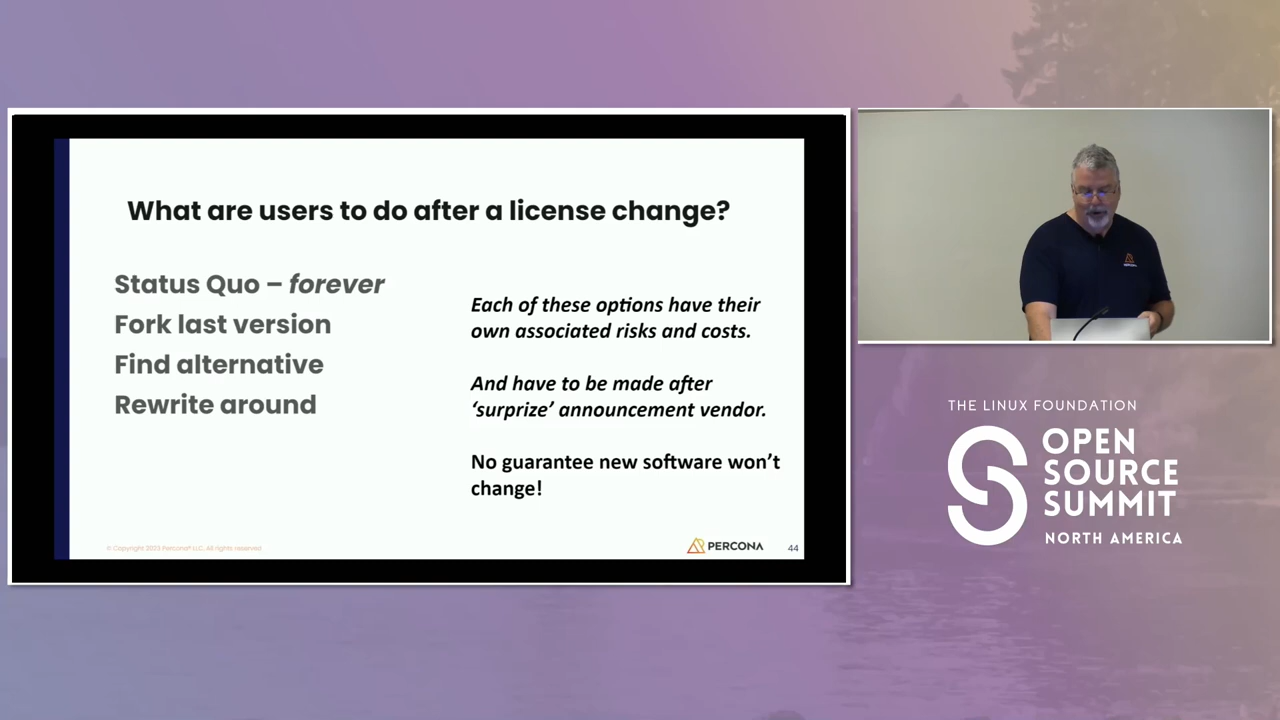 What are users to do after a license change?
Status Quo – forever
Fork last version
Find alternative
Rewrite around
Each of these options have their
own associated risks and costs.
And have to be made after
‘surprize’ announcement vendor.
No guarantee new software won’t
change!
© Copyright 2023 Percona® LLC. All rights reserved
PERCONA
44
PERCONA
THE LINUX FOUNDATION
OPEN
SOURCE
SUMMIT
NORTH AMERICA